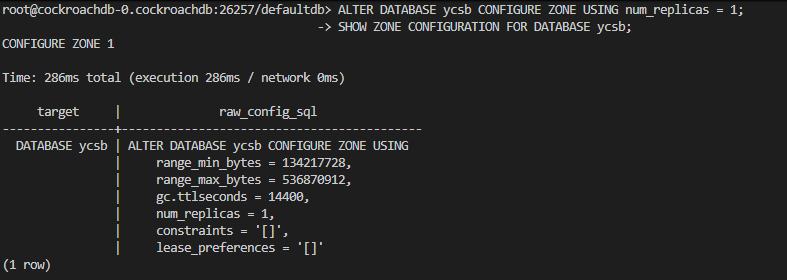 root@cockroachdb-0.cockroachdb:26257/defaultdb> ALTER DATABASE ycsb CONFIGURE ZONE USING num_replicas = 1;
-> SHOW ZONE CONFIGURATION FOR DATABASE ycsb;
CONFIGURE ZONE 1
Time: 286ms total (execution 286ms / network 0ms)
target | raw_config_sql
----------------+-------------------------------------------
DATABASE ycsb | ALTER DATABASE ycsb CONFIGURE ZONE USING
| range_min_bytes = 134217728,
| range_max_bytes = 536870912,
| gc.ttlseconds = 14400,
| num_replicas = 1,
| constraints = '[]',
| lease_preferences = '[]'
(1 row)